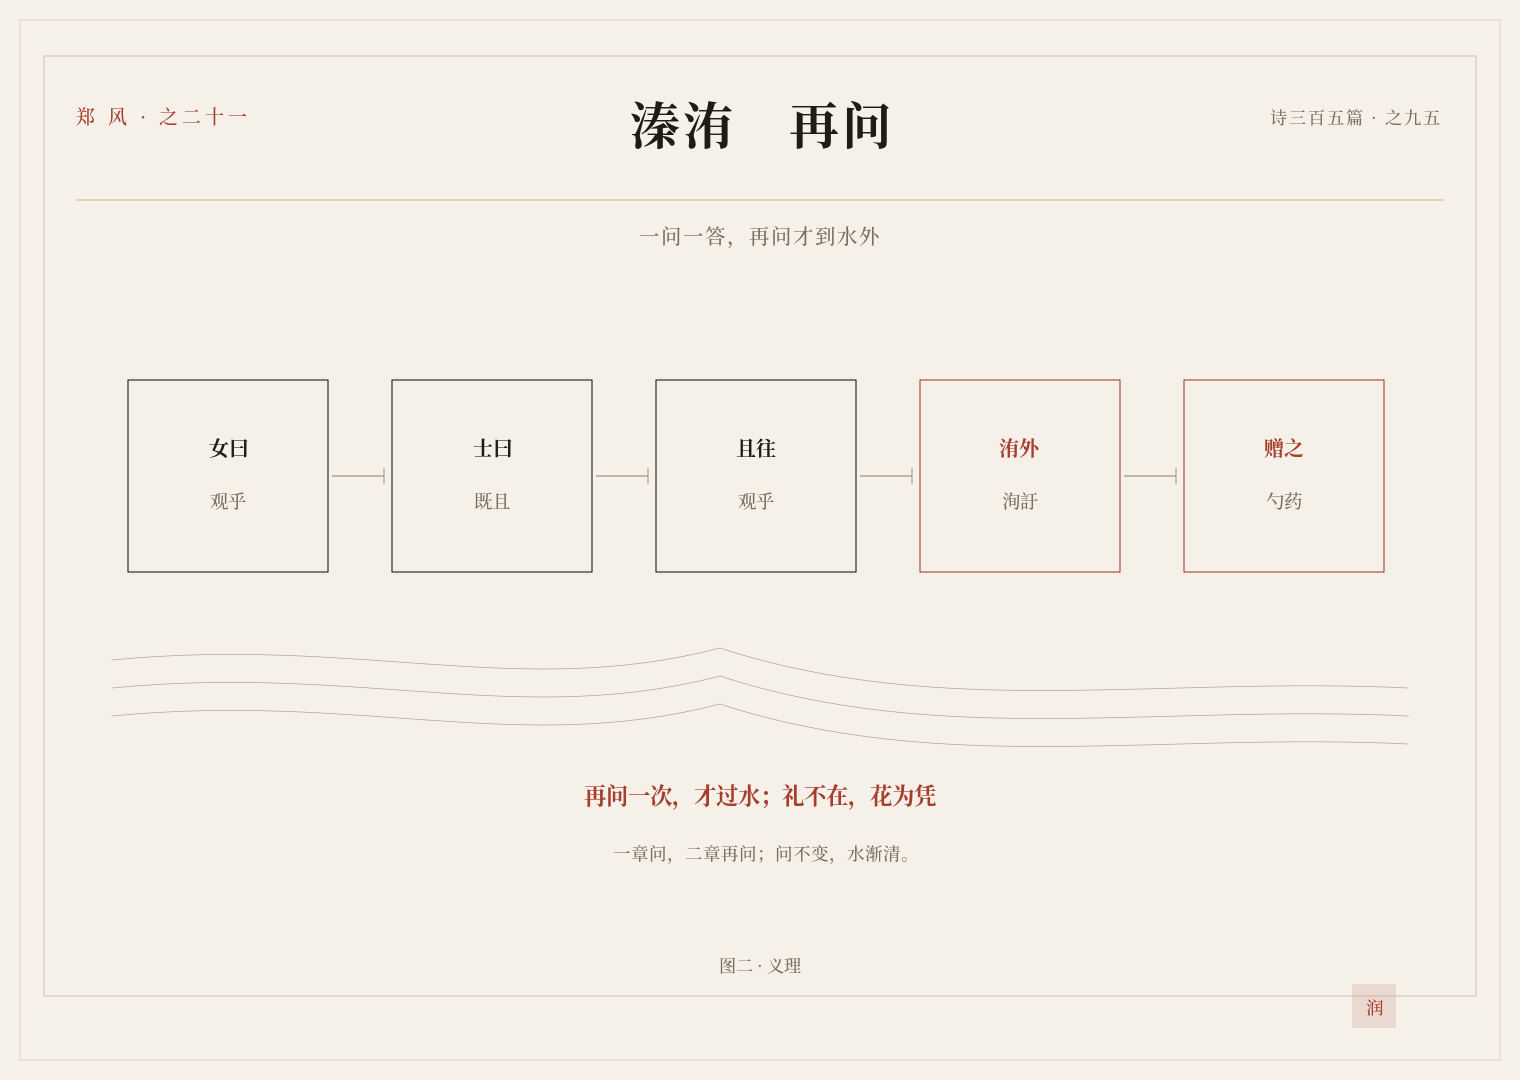 郑 风 · 之二十一
溱洧　再问
诗三百五篇 · 之九五
一问一答，再问才到水外
女曰
观乎
士曰
既且
且往
观乎
洧外
洵訏
赠之
勺药
再问一次，才过水；礼不在，花为凭
一章问，二章再问；问不变，水渐清。
图二 · 义理
润